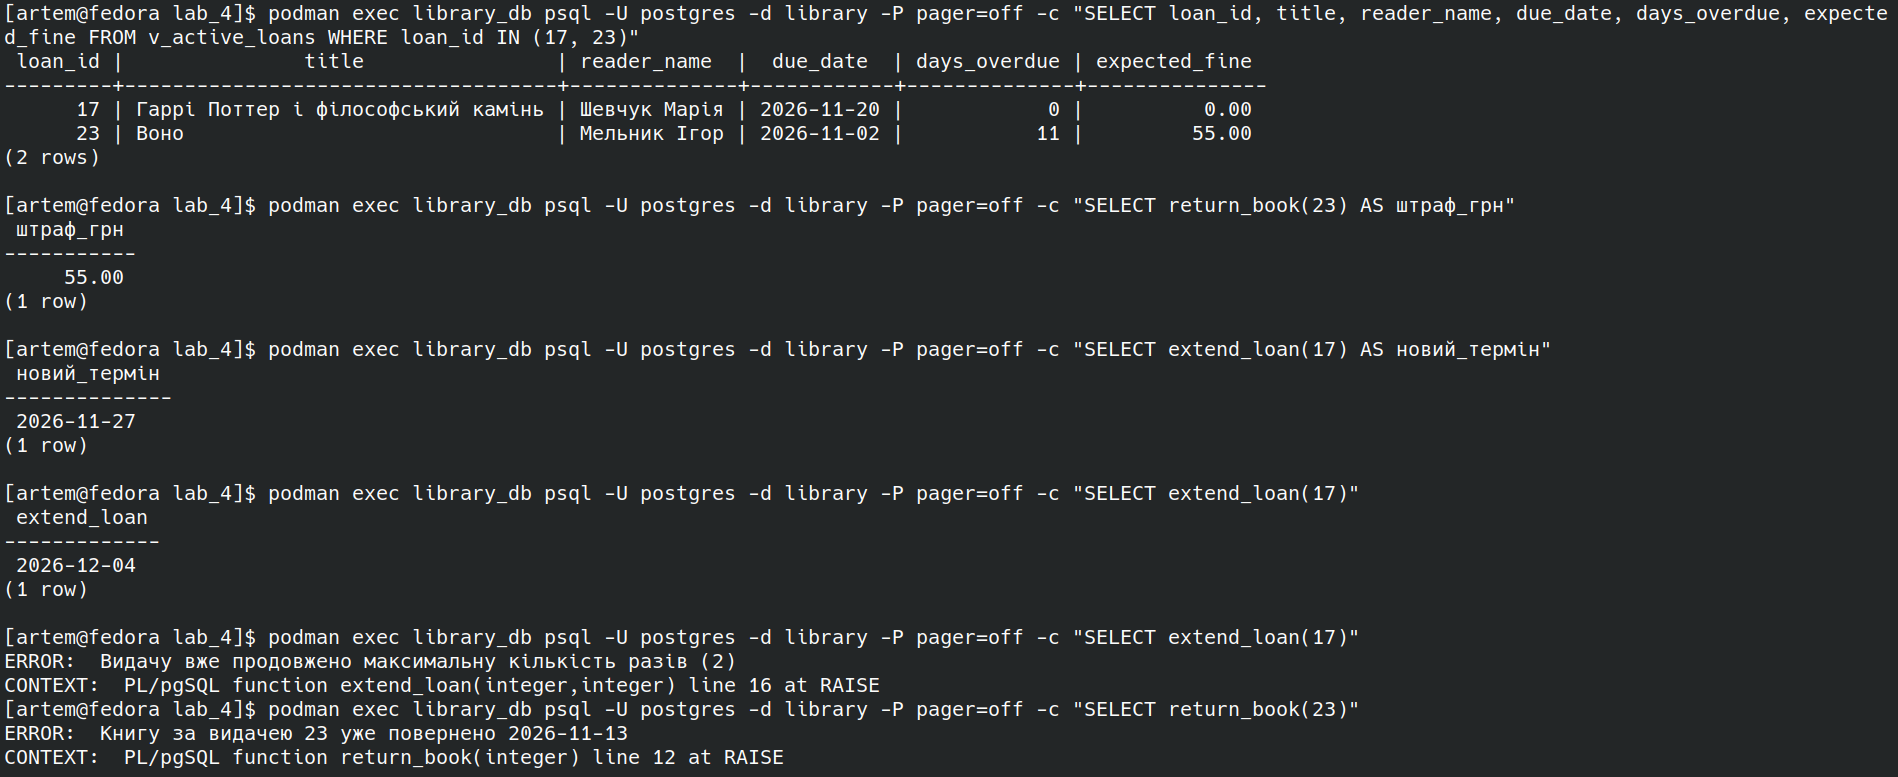 [artem@fedora lab_4]$ podman exec library_db psql -U postgres -d library -P pager=off -c "SELECT loan_id, title, reader_name, due_date, days_overdue, expecte
d_fine FROM v_active_loans WHERE loan_id IN (17, 23)"
 loan_id |               title                | reader_name  |  due_date  | days_overdue | expected_fine
---------+------------------------------------+--------------+------------+--------------+---------------
      17 | Гаррі Поттер і філософський камінь | Шевчук Марія | 2026-11-20 |            0 |          0.00
      23 | Воно                               | Мельник Ігор | 2026-11-02 |           11 |         55.00
(2 rows)

[artem@fedora lab_4]$ podman exec library_db psql -U postgres -d library -P pager=off -c "SELECT return_book(23) AS штраф_грн"
 штраф_грн
-----------
     55.00
(1 row)

[artem@fedora lab_4]$ podman exec library_db psql -U postgres -d library -P pager=off -c "SELECT extend_loan(17) AS новий_термін"
 новий_термін
--------------
 2026-11-27
(1 row)

[artem@fedora lab_4]$ podman exec library_db psql -U postgres -d library -P pager=off -c "SELECT extend_loan(17)"
 extend_loan
-------------
 2026-12-04
(1 row)

[artem@fedora lab_4]$ podman exec library_db psql -U postgres -d library -P pager=off -c "SELECT extend_loan(17)"
ERROR:  Видачу вже продовжено максимальну кількість разів (2)
CONTEXT:  PL/pgSQL function extend_loan(integer,integer) line 16 at RAISE
[artem@fedora lab_4]$ podman exec library_db psql -U postgres -d library -P pager=off -c "SELECT return_book(23)"
ERROR:  Книгу за видачею 23 уже повернено 2026-11-13
CONTEXT:  PL/pgSQL function return_book(integer) line 12 at RAISE